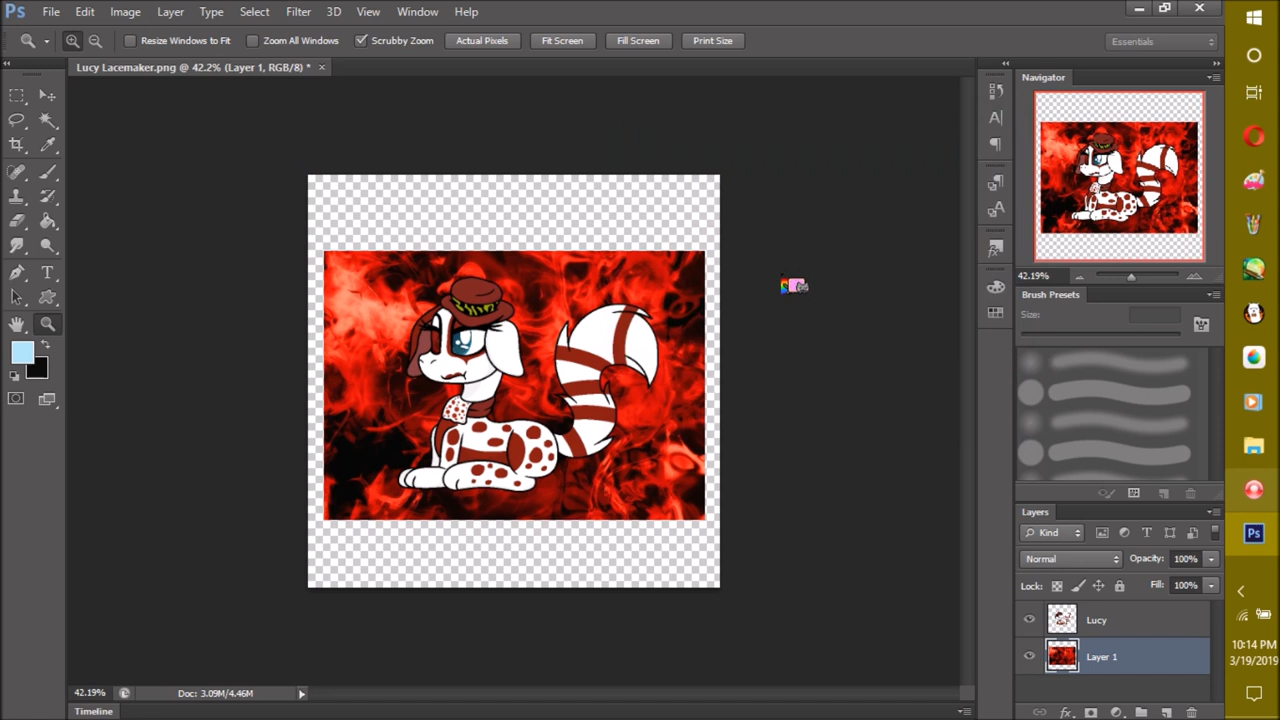 Ps File Edit Image Layer Type Select Filter 3D View Window Help
Resize Windows to Fit Zoom All Windows Scrubby Zoom Actual Pixels Fit Screen Fill Screen Print Size Essentials
Lucy Lacemaker.png @ 42.2% (Layer 1, RGB/8) * ×
Navigator
42.19%
Brush Presets
Size:
Layers
Kind
Normal Opacity: 100%
Lock: Fill: 100%
Lucy
Layer 1
42.19% Doc: 3.09M/4.46M
Timeline
Ps
10:14 PM
3/19/2019